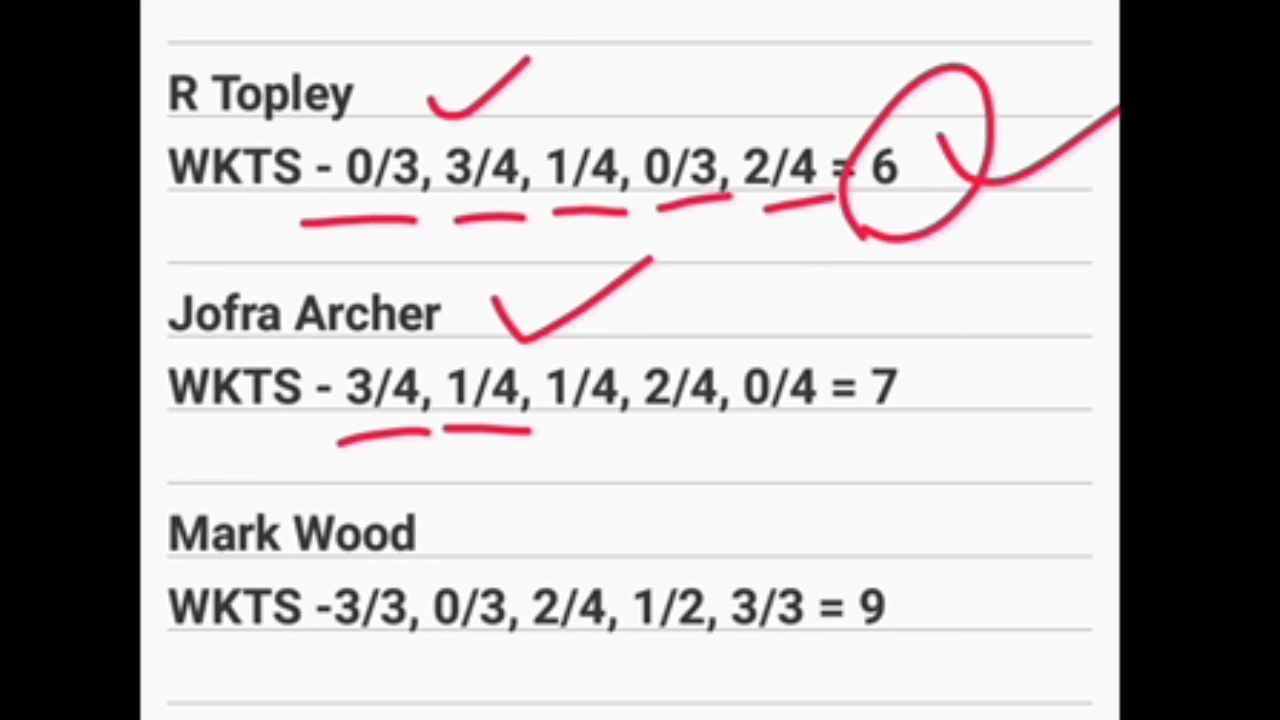 R Topley
WKTS - 0/3, 3/4, 1/4, 0/3, 2/4 = 6
Jofra Archer
WKTS - 3/4, 1/4, 1/4, 2/4, 0/4 = 7
Mark Wood
WKTS -3/3, 0/3, 2/4, 1/2, 3/3 = 9